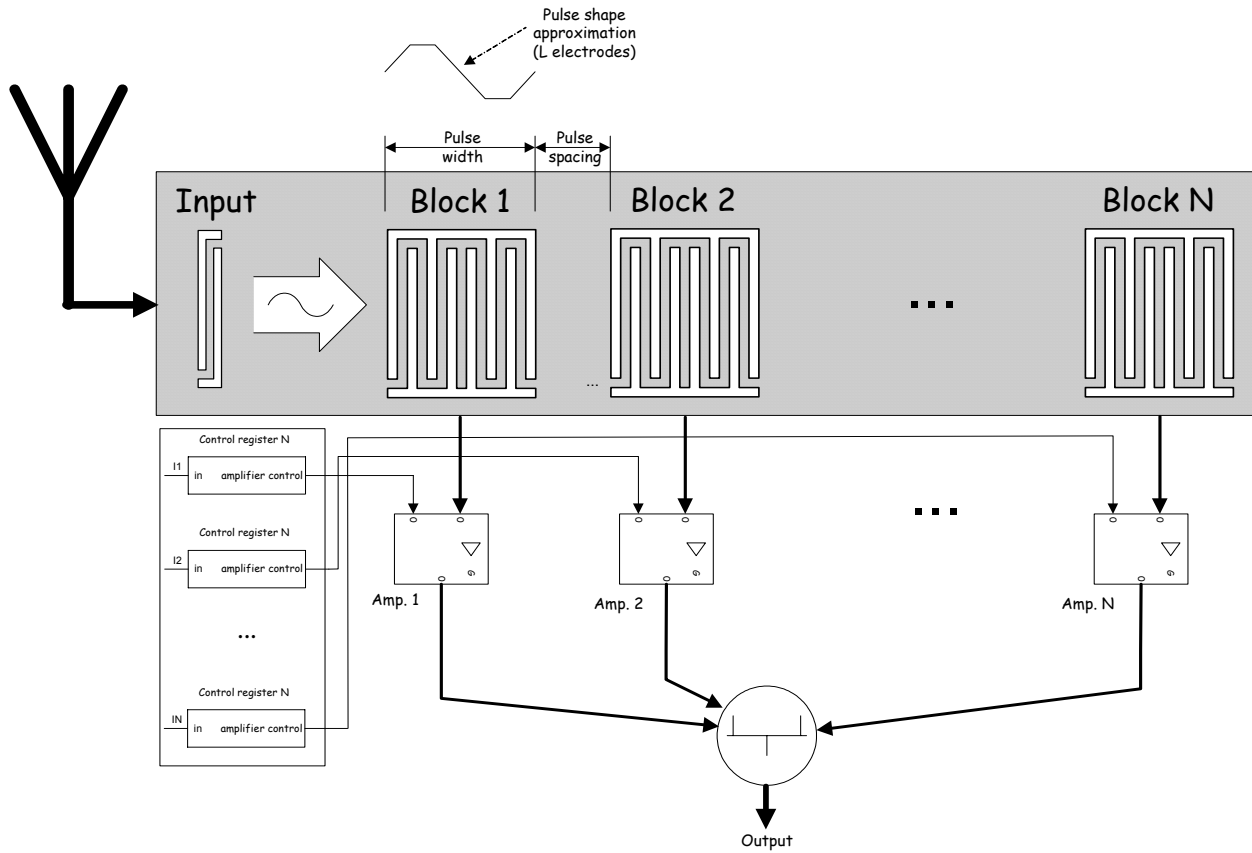 Pulse shape
approximation
(L electrodes)
Pulse
width
Pulse
spacing
Input
Block 1
Block 2
Block N
...
...
Control register N
I1
in
amplifier control
Control register N
I2
in
amplifier control
...
Control register N
IN
in
amplifier control
...
O
O
G
O
Amp. 1
O
O
G
O
Amp. 2
O
O
G
O
Amp. N
Output